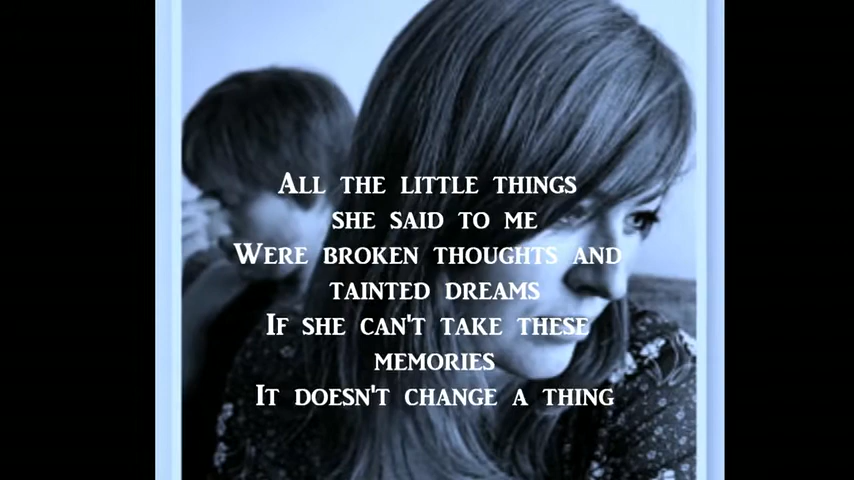 All the little things
she said to me
Were broken thoughts and
tainted dreams
If she can't take these
memories
It doesn't change a thing